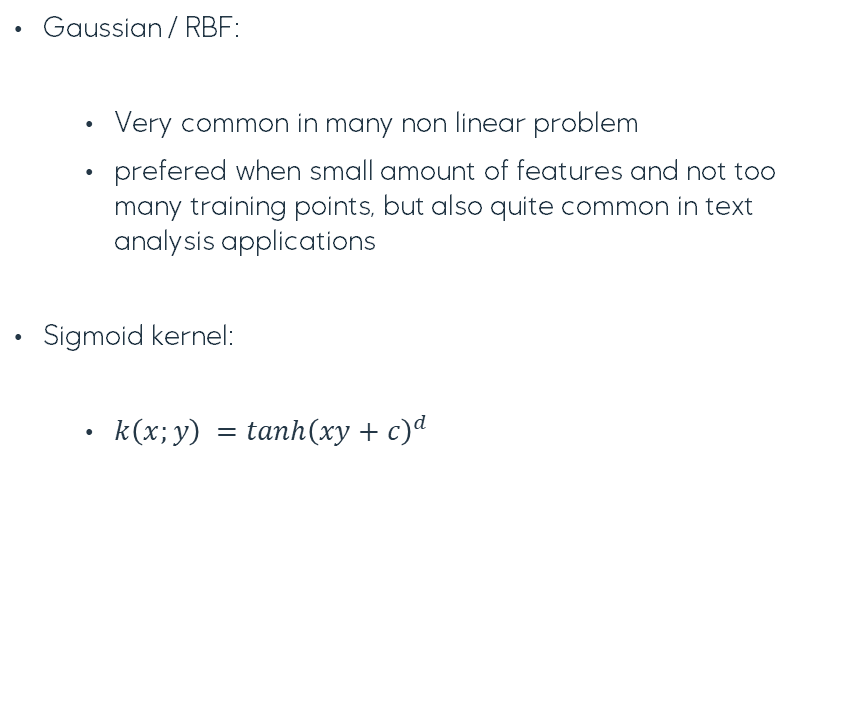 • Gaussian / RBF:
• Very common in many non linear problem
• prefered when small amount of features and not too
many training points, but also quite common in text
analysis applications
• Sigmoid kernel:
• k(x; y) = tanh(xy + c)^d